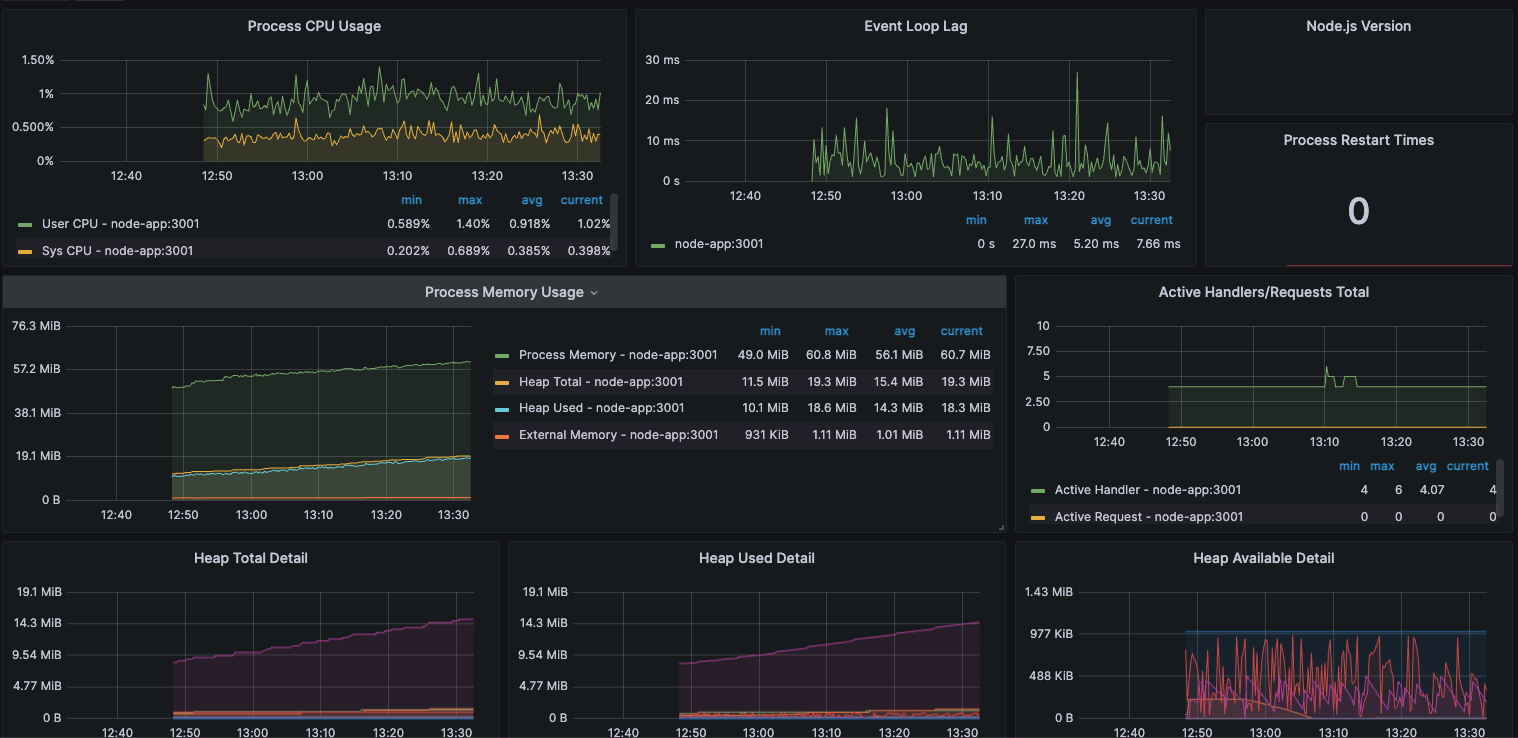 Process CPU Usage
1.50%
1%
0.500%
0%
12:40 12:50 13:00 13:10 13:20 13:30
min max avg current
User CPU - node-app:3001 0.589% 1.40% 0.918% 1.02%
Sys CPU - node-app:3001 0.202% 0.689% 0.385% 0.398%
Event Loop Lag
30 ms
20 ms
10 ms
0 s
12:40 12:50 13:00 13:10 13:20 13:30
min max avg current
node-app:3001 0 s 27.0 ms 5.20 ms 7.66 ms
Node.js Version
Process Restart Times
0
Process Memory Usage
76.3 MiB
57.2 MiB
38.1 MiB
19.1 MiB
0 B
12:40 12:50 13:00 13:10 13:20 13:30
min max avg current
Process Memory - node-app:3001 49.0 MiB 60.8 MiB 56.1 MiB 60.7 MiB
Heap Total - node-app:3001 11.5 MiB 19.3 MiB 15.4 MiB 19.3 MiB
Heap Used - node-app:3001 10.1 MiB 18.6 MiB 14.3 MiB 18.3 MiB
External Memory - node-app:3001 931 KiB 1.11 MiB 1.01 MiB 1.11 MiB
Active Handlers/Requests Total
10
7.50
5
2.50
0
12:40 12:50 13:00 13:10 13:20 13:30
min max avg current
Active Handler - node-app:3001 4 6 4.07 4
Active Request - node-app:3001 0 0 0 0
Heap Total Detail
19.1 MiB
14.3 MiB
9.54 MiB
4.77 MiB
0 B
12:40 12:50 13:00 13:10 13:20 13:30
Heap Used Detail
19.1 MiB
14.3 MiB
9.54 MiB
4.77 MiB
0 B
12:40 12:50 13:00 13:10 13:20 13:30
Heap Available Detail
1.43 MiB
977 KiB
488 KiB
0 B
12:40 12:50 13:00 13:10 13:20 13:30